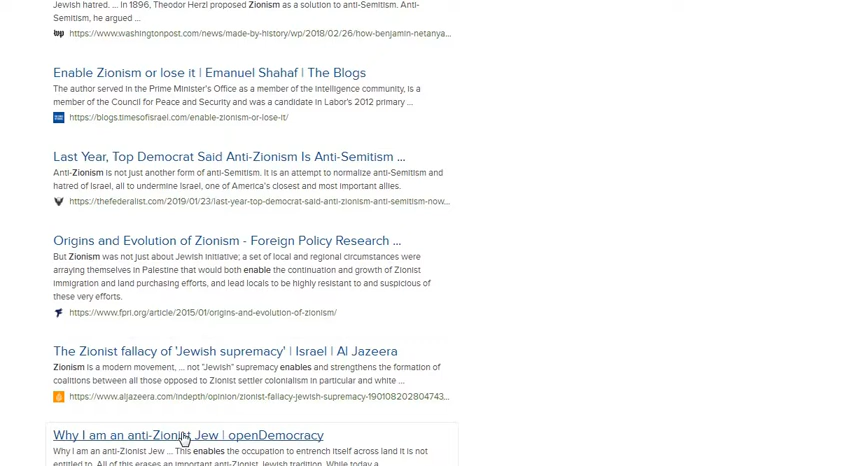 Jewish hatred. ... In 1896, Theodor Herzl proposed Zionism as a solution to anti-Semitism. Anti-
Semitism, he argued ...
https://www.washingtonpost.com/news/made-by-history/wp/2018/02/26/how-benjamin-netanya...
Enable Zionism or lose it | Emanuel Shahaf | The Blogs
The author served in the Prime Minister's Office as a member of the intelligence community, is a
member of the Council for Peace and Security and was a candidate in Labor's 2012 primary ...
https://blogs.timesofisrael.com/enable-zionism-or-lose-it/
Last Year, Top Democrat Said Anti-Zionism Is Anti-Semitism ...
Anti-Zionism is not just another form of anti-Semitism. It is an attempt to normalize anti-Semitism and
hatred of Israel, all to undermine Israel, one of America's closest and most important allies.
https://thefederalist.com/2019/01/23/last-year-top-democrat-said-anti-zionism-anti-semitism-now...
Origins and Evolution of Zionism - Foreign Policy Research ...
But Zionism was not just about Jewish initiative; a set of local and regional circumstances were
arraying themselves in Palestine that would both enable the continuation and growth of Zionist
immigration and land purchasing efforts, and lead locals to be highly resistant to and suspicious of
these very efforts.
https://www.fpri.org/article/2015/01/origins-and-evolution-of-zionism/
The Zionist fallacy of 'Jewish supremacy' | Israel | Al Jazeera
Zionism is a modern movement, ... not "Jewish" supremacy enables and strengthens the formation of
coalitions between all those opposed to Zionist settler colonialism in particular and white ...
https://www.aljazeera.com/indepth/opinion/zionist-fallacy-jewish-supremacy-190108202804743...
Why I am an anti-Zionist Jew | openDemocracy
Why I am an anti-Zionist Jew ... This enables the occupation to entrench itself across land it is not
entitled to. All of this erases an important anti-Zionist Jewish tradition. While today a